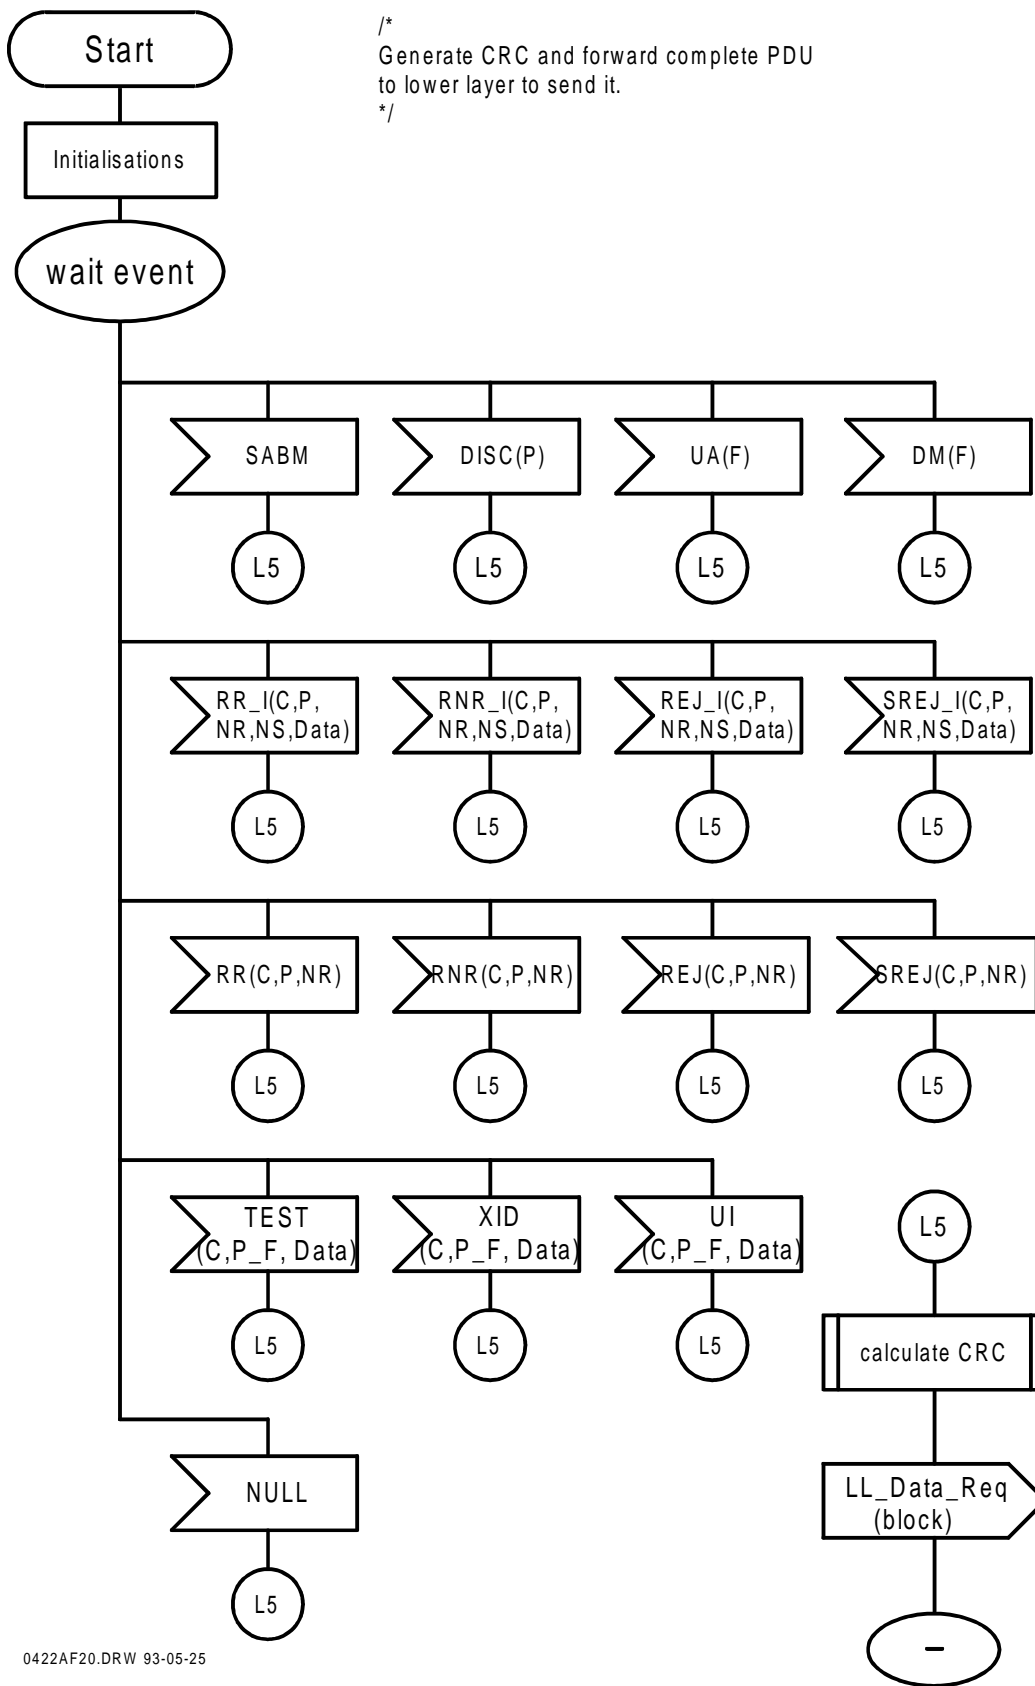 Start
/*
Generate CRC and forward complete PDU
to lower layer to send it.
*/
Initialisations
wait event
SABM
DISC(P)
UA(F)
DM(F)
L5
L5
L5
L5
RR_I(C,P,
NR,NS,Data)
RNR_I(C,P,
NR,NS,Data)
REJ_I(C,P,
NR,NS,Data)
SREJ_I(C,P,
NR,NS,Data)
L5
L5
L5
L5
RR(C,P,NR)
RNR(C,P,NR)
REJ(C,P,NR)
SREJ(C,P,NR)
L5
L5
L5
L5
TEST
(C,P_F, Data)
XID
(C,P_F, Data)
UI
(C,P_F, Data)
L5
L5
L5
L5
calculate CRC
NULL
LL_Data_Req
(block)
L5
–
0422AF20.DRW 93-05-25